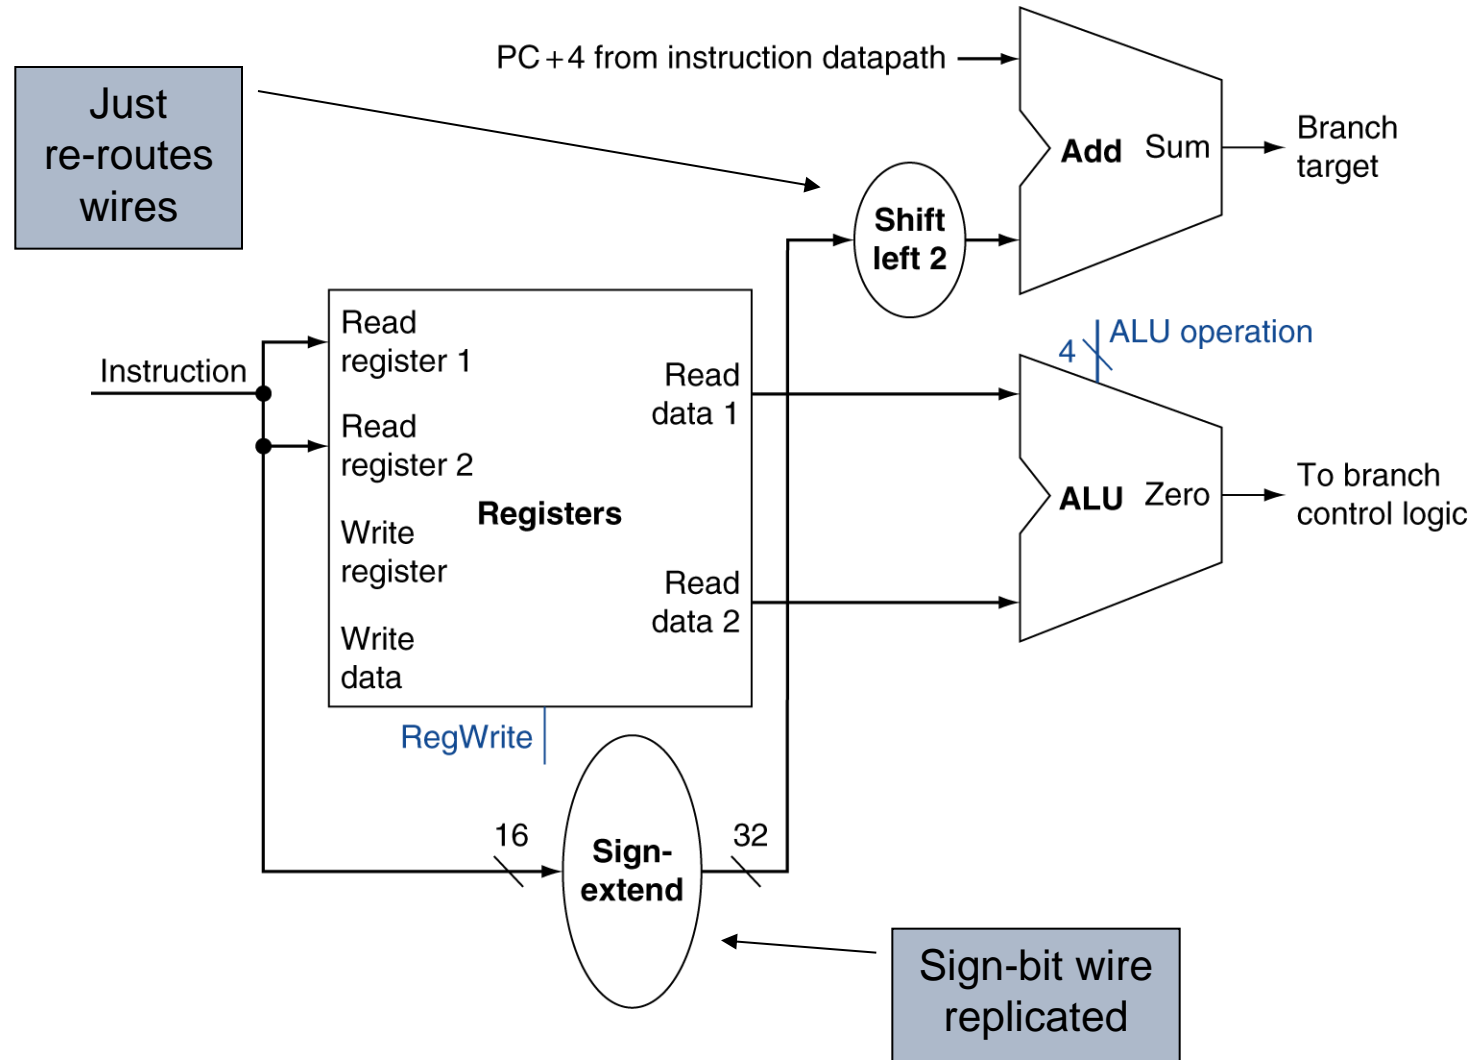 PC+4 from instruction datapath
Just
re-routes
wires
Add Sum
Branch
target
Shift
left 2
Instruction
Read
register 1
Read
register 2
Write
register
Write
data
Registers
Read
data 1
Read
data 2
RegWrite
4
ALU operation
ALU Zero
To branch
control logic
16
Sign-
extend
32
Sign-bit wire
replicated